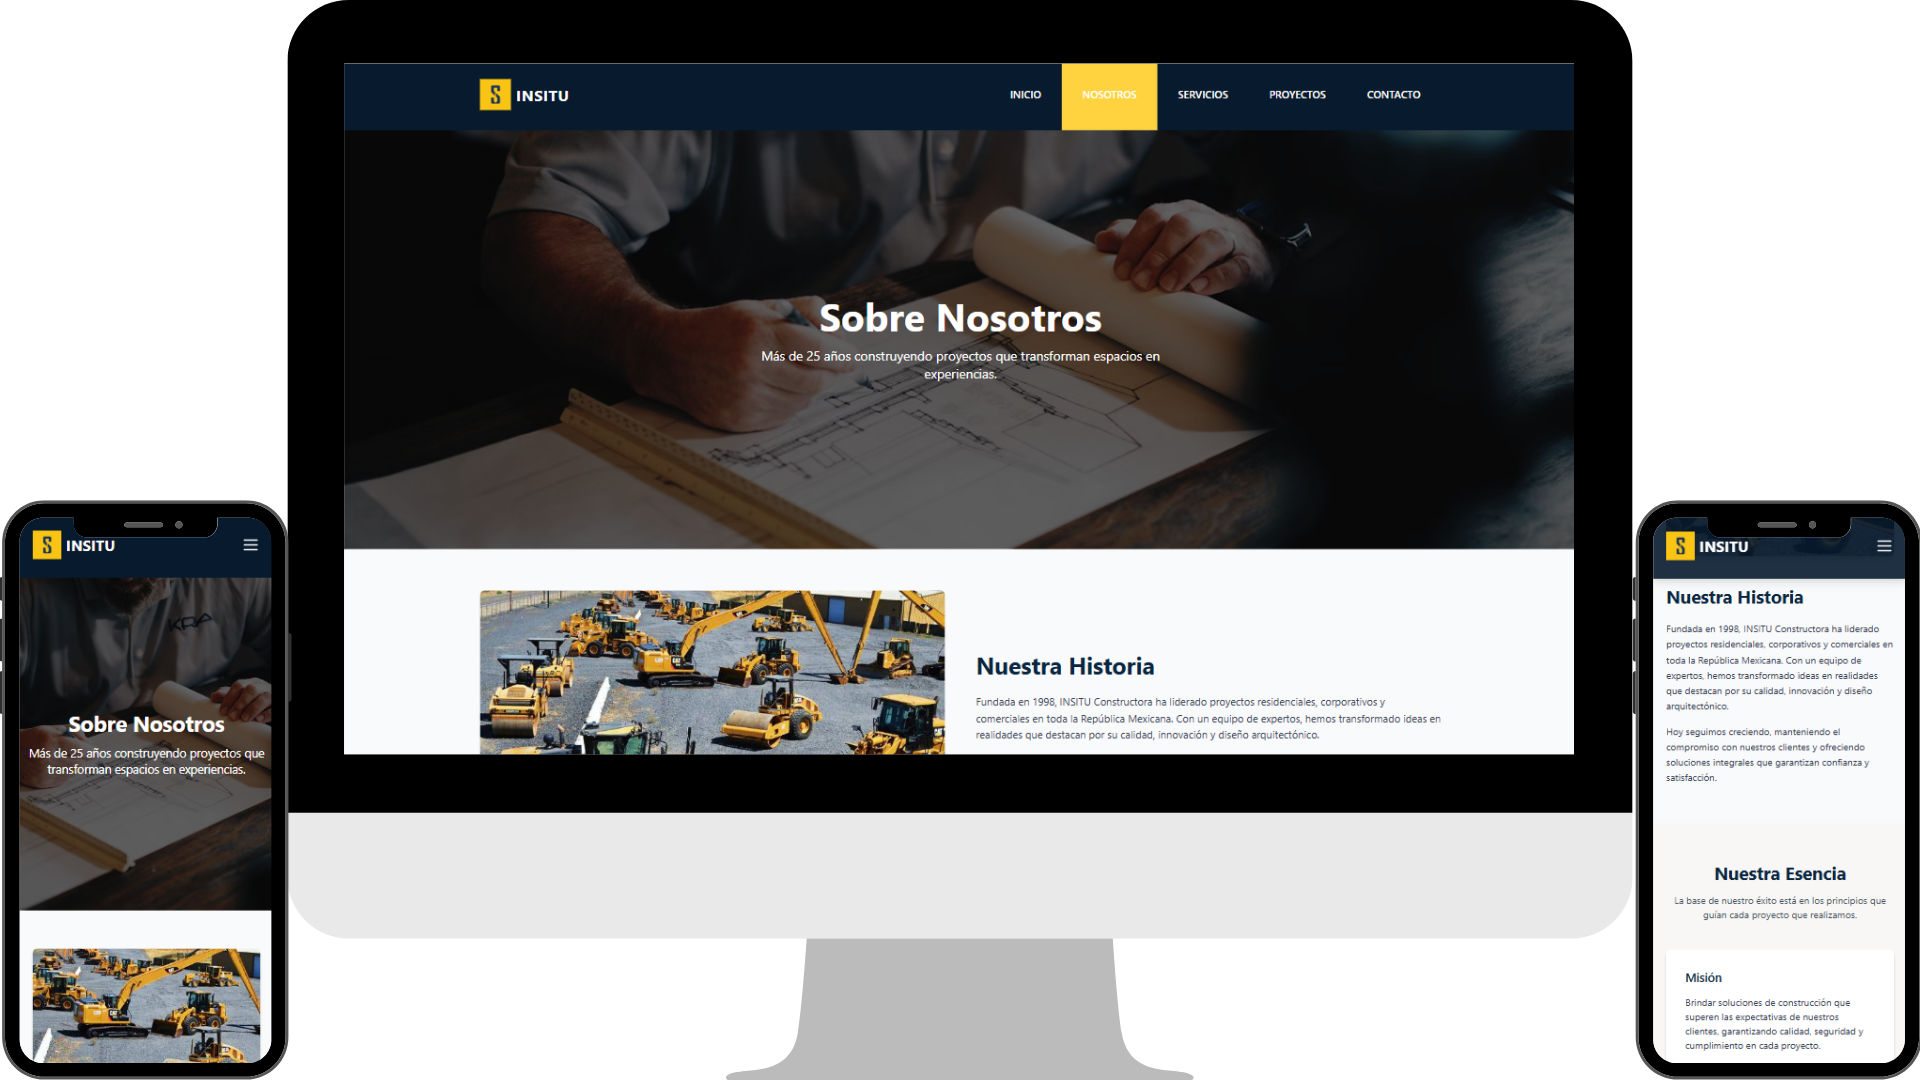 S INSITU
INICIO
NOSOTROS
SERVICIOS
PROYECTOS
CONTACTO
Sobre Nosotros
Más de 25 años construyendo proyectos que transforman espacios en
experiencias.
Nuestra Historia
Fundada en 1998, INSITU Constructora ha liderado proyectos residenciales, corporativos y
comerciales en toda la República Mexicana. Con un equipo de expertos, hemos transformado ideas en
realidades que destacan por su calidad, innovación y diseño arquitectónico.
S INSITU
KRA
Sobre Nosotros
Más de 25 años construyendo proyectos que
transforman espacios en experiencias.
S INSITU
Nuestra Historia
Fundada en 1998, INSITU Constructora ha liderado
proyectos residenciales, corporativos y comerciales en
toda la República Mexicana. Con un equipo de
expertos, hemos transformado ideas en realidades
que destacan por su calidad, innovación y diseño
arquitectónico.
Hoy seguimos creciendo, manteniendo el
compromiso con nuestros clientes y ofreciendo
soluciones integrales que garantizan confianza y
satisfacción.
Nuestra Esencia
La base de nuestro éxito está en los principios que
guían cada proyecto que realizamos.
Misión
Brindar soluciones de construcción que
superen las expectativas de nuestros
clientes, garantizando calidad, seguridad y
cumplimiento en cada proyecto.